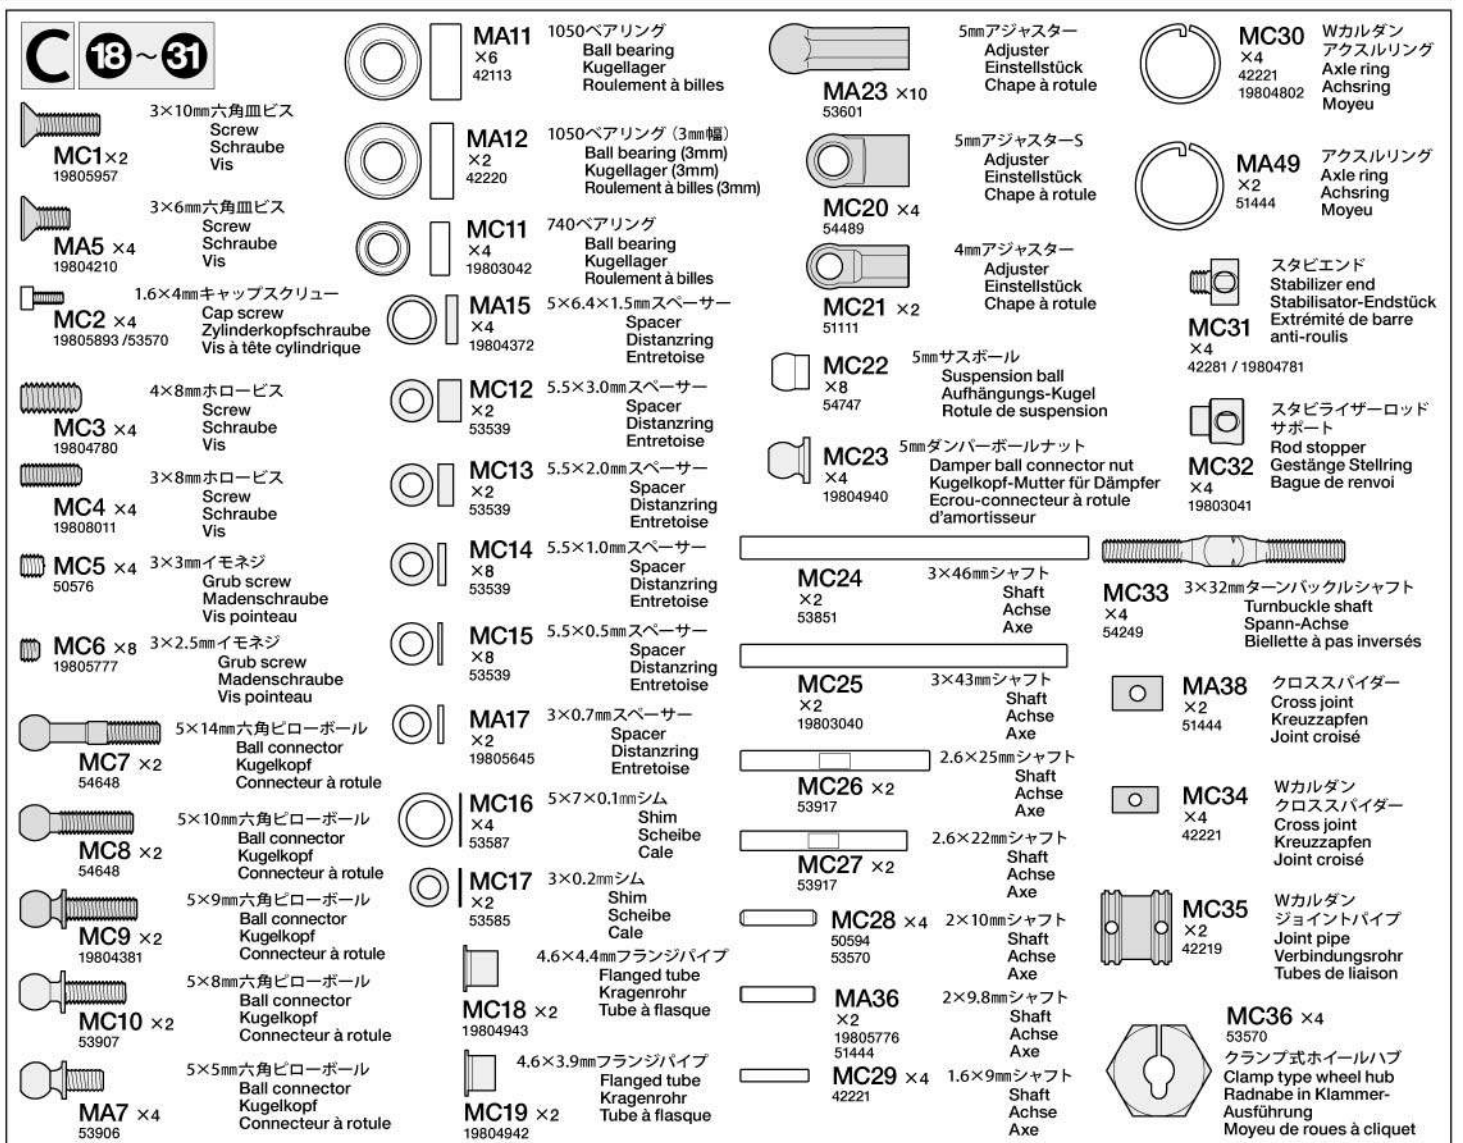 C 18~31
3×10mm六角皿ビス
Screw
Schraube
Vis
MC1×2
19805957
3×6mm六角皿ビス
Screw
Schraube
Vis
MA5 ×4
19804210
1.6×4mmキャップスクリュー
Cap screw
Zylinderkopfschraube
Vis à tête cylindrique
MC2 ×4
19805893 /53570
4×8mmホロービス
Screw
Schraube
Vis
MC3 ×4
19804780
3×8mmホロービス
Screw
Schraube
Vis
MC4 ×4
19808011
MC5 ×4
50576
3×3mmイモネジ
Grub screw
Madenschraube
Vis pointeau
MC6 ×8
19805777
3×2.5mmイモネジ
Grub screw
Madenschraube
Vis pointeau
5×14mm六角ピローボール
Ball connector
Kugelkopf
Connecteur à rotule
MC7 ×2
54648
5×10mm六角ピローボール
Ball connector
Kugelkopf
Connecteur à rotule
MC8 ×2
54648
5×9mm六角ピローボール
Ball connector
Kugelkopf
Connecteur à rotule
MC9 ×2
19804381
5×8mm六角ピローボール
Ball connector
Kugelkopf
Connecteur à rotule
MC10 ×2
53907
5×5mm六角ピローボール
Ball connector
Kugelkopf
Connecteur à rotule
MA7 ×4
53906
MA11
×6
42113
1050ベアリング
Ball bearing
Kugellager
Roulement à billes
MA12
×2
42220
1050ベアリング（3mm幅）
Ball bearing (3mm)
Kugellager (3mm)
Roulement à billes (3mm)
MC11
×4
19803042
740ベアリング
Ball bearing
Kugellager
Roulement à billes
MA15
×4
19804372
5×6.4×1.5mmスペーサー
Spacer
Distanzring
Entretoise
MC12
×2
53539
5.5×3.0mmスペーサー
Spacer
Distanzring
Entretoise
MC13
×2
53539
5.5×2.0mmスペーサー
Spacer
Distanzring
Entretoise
MC14
×8
53539
5.5×1.0mmスペーサー
Spacer
Distanzring
Entretoise
MC15
×8
53539
5.5×0.5mmスペーサー
Spacer
Distanzring
Entretoise
MA17
×2
19805645
3×0.7mmスペーサー
Spacer
Distanzring
Entretoise
MC16
×4
53587
5×7×0.1mmシム
Shim
Scheibe
Cale
MC17
×2
53585
3×0.2mmシム
Shim
Scheibe
Cale
4.6×4.4mmフランジパイプ
Flanged tube
Kragenrohr
Tube à flasque
MC18 ×2
19804943
4.6×3.9mmフランジパイプ
Flanged tube
Kragenrohr
Tube à flasque
MC19 ×2
19804942
5mmアジャスター
Adjuster
Einstellstück
Chape à rotule
MA23 ×10
53601
5mmアジャスターS
Adjuster
Einstellstück
Chape à rotule
MC20 ×4
54489
4mmアジャスター
Adjuster
Einstellstück
Chape à rotule
MC21 ×2
51111
MC22
×8
54747
5mmサスボール
Suspension ball
Aufhängungs-Kugel
Rotule de suspension
MC23
×4
19804940
5mmダンパーボールナット
Damper ball connector nut
Kugelkopf-Mutter für Dämpfer
Ecrou-connecteur à rotule
d'amortisseur
MC24
×2
53851
3×46mmシャフト
Shaft
Achse
Axe
MC25
×2
19803040
3×43mmシャフト
Shaft
Achse
Axe
MC26 ×2
53917
2.6×25mmシャフト
Shaft
Achse
Axe
MC27 ×2
53917
2.6×22mmシャフト
Shaft
Achse
Axe
MC28 ×4
50594
53570
2×10mmシャフト
Shaft
Achse
Axe
MA36
×2
19805776
51444
2×9.8mmシャフト
Shaft
Achse
Axe
MC29 ×4
42221
1.6×9mmシャフト
Shaft
Achse
Axe
MC30
×4
42221
19804802
Wカルダン
アクスルリング
Axle ring
Achsring
Moyeu
MA49
×2
51444
アクスルリング
Axle ring
Achsring
Moyeu
MC31
×4
42281 / 19804781
スタビエンド
Stabilizer end
Stabilisator-Endstück
Extrémité de barre
anti-roulis
MC32
×4
19803041
スタビライザーロッド
サポート
Rod stopper
Gestänge Stellring
Bague de renvoi
MC33
×4
54249
3×32mmターンバックルシャフト
Turnbuckle shaft
Spann-Achse
Biellette à pas inversés
MA38
×2
51444
クロススパイダー
Cross joint
Kreuzzapfen
Joint croisé
MC34
×4
42221
Wカルダン
クロススパイダー
Cross joint
Kreuzzapfen
Joint croisé
MC35
×2
42219
Wカルダン
ジョイントパイプ
Joint pipe
Verbindungsrohr
Tubes de liaison
MC36 ×4
53570
クランプ式ホイールハブ
Clamp type wheel hub
Radnabe in Klammer-
Ausführung
Moyeu de roues à cliquet